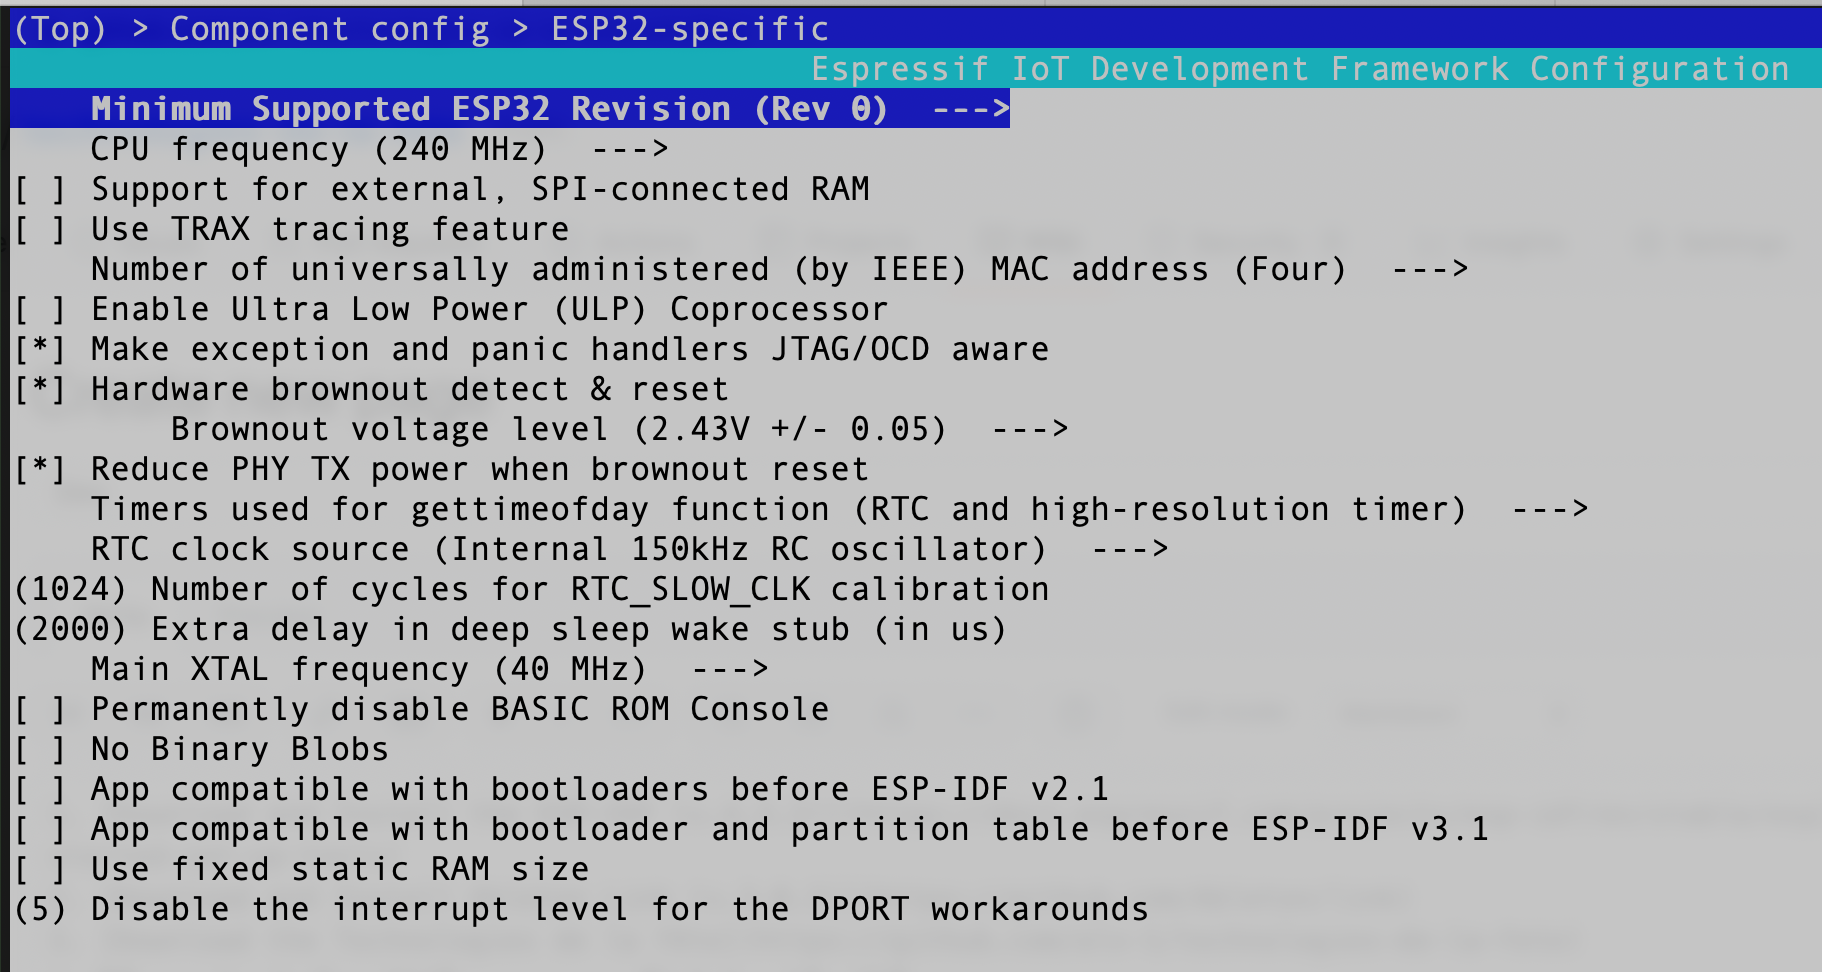 (Top) > Component config > ESP32-specific
Espressif IoT Development Framework Configuration
Minimum Supported ESP32 Revision (Rev 0)  --->
CPU frequency (240 MHz)  --->
[ ] Support for external, SPI-connected RAM
[ ] Use TRAX tracing feature
Number of universally administered (by IEEE) MAC address (Four)  --->
[ ] Enable Ultra Low Power (ULP) Coprocessor
[*] Make exception and panic handlers JTAG/OCD aware
[*] Hardware brownout detect & reset
Brownout voltage level (2.43V +/- 0.05)  --->
[*] Reduce PHY TX power when brownout reset
Timers used for gettimeofday function (RTC and high-resolution timer)  --->
RTC clock source (Internal 150kHz RC oscillator)  --->
(1024) Number of cycles for RTC_SLOW_CLK calibration
(2000) Extra delay in deep sleep wake stub (in us)
Main XTAL frequency (40 MHz)  --->
[ ] Permanently disable BASIC ROM Console
[ ] No Binary Blobs
[ ] App compatible with bootloaders before ESP-IDF v2.1
[ ] App compatible with bootloader and partition table before ESP-IDF v3.1
[ ] Use fixed static RAM size
(5) Disable the interrupt level for the DPORT workarounds